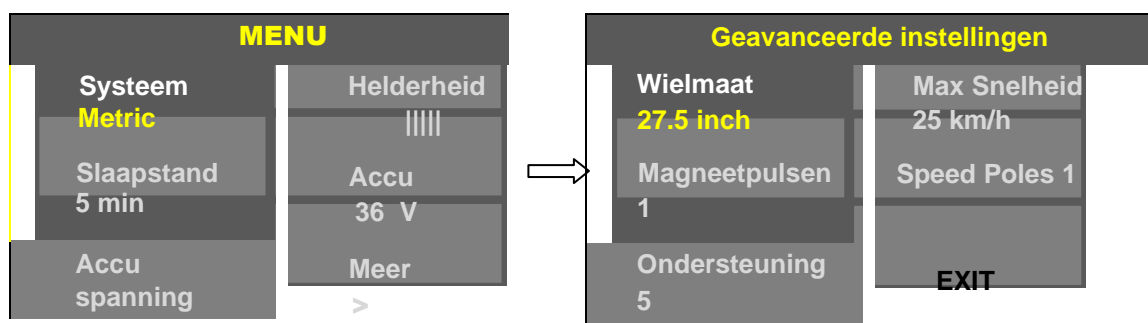 MENU
Systeem
Metric
Slaapstand
5 min
Accu
spanning
Helderheid
|||||
Accu
36 V
Meer
>
Geavanceerde instellingen
Wielmaat
27.5 inch
Magneetpulsen
1
Ondersteuning
5
Max Snelheid
25 km/h
Speed Poles 1
EXIT